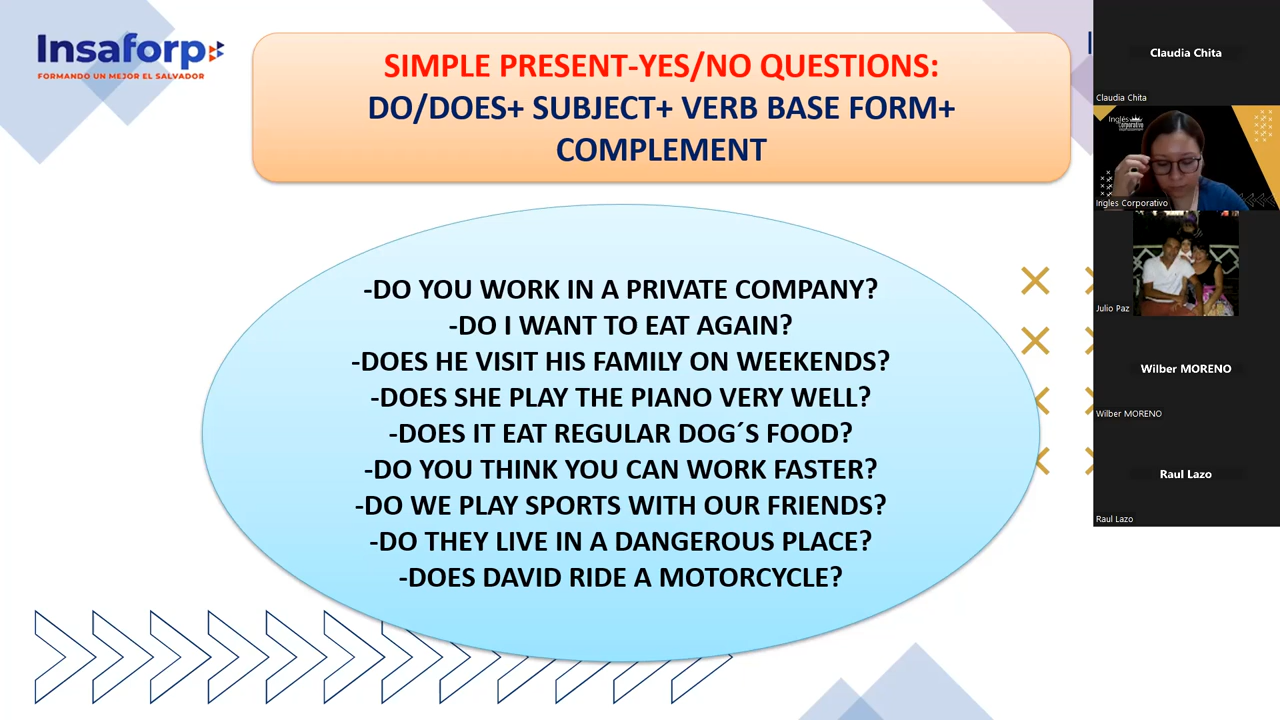 Insaforp
FORMANDO UN MEJOR EL SALVADOR
SIMPLE PRESENT-YES/NO QUESTIONS:
DO/DOES+ SUBJECT+ VERB BASE FORM+
COMPLEMENT
-DO YOU WORK IN A PRIVATE COMPANY?
-DO I WANT TO EAT AGAIN?
-DOES HE VISIT HIS FAMILY ON WEEKENDS?
-DOES SHE PLAY THE PIANO VERY WELL?
-DOES IT EAT REGULAR DOG´S FOOD?
-DO YOU THINK YOU CAN WORK FASTER?
-DO WE PLAY SPORTS WITH OUR FRIENDS?
-DO THEY LIVE IN A DANGEROUS PLACE?
-DOES DAVID RIDE A MOTORCYCLE?
Claudia Chita
Claudia Chita
Inglés
Corporativo
Ingles Corporativo
Julio Paz
Wilber MORENO
Wilber MORENO
Raul Lazo
Raul Lazo